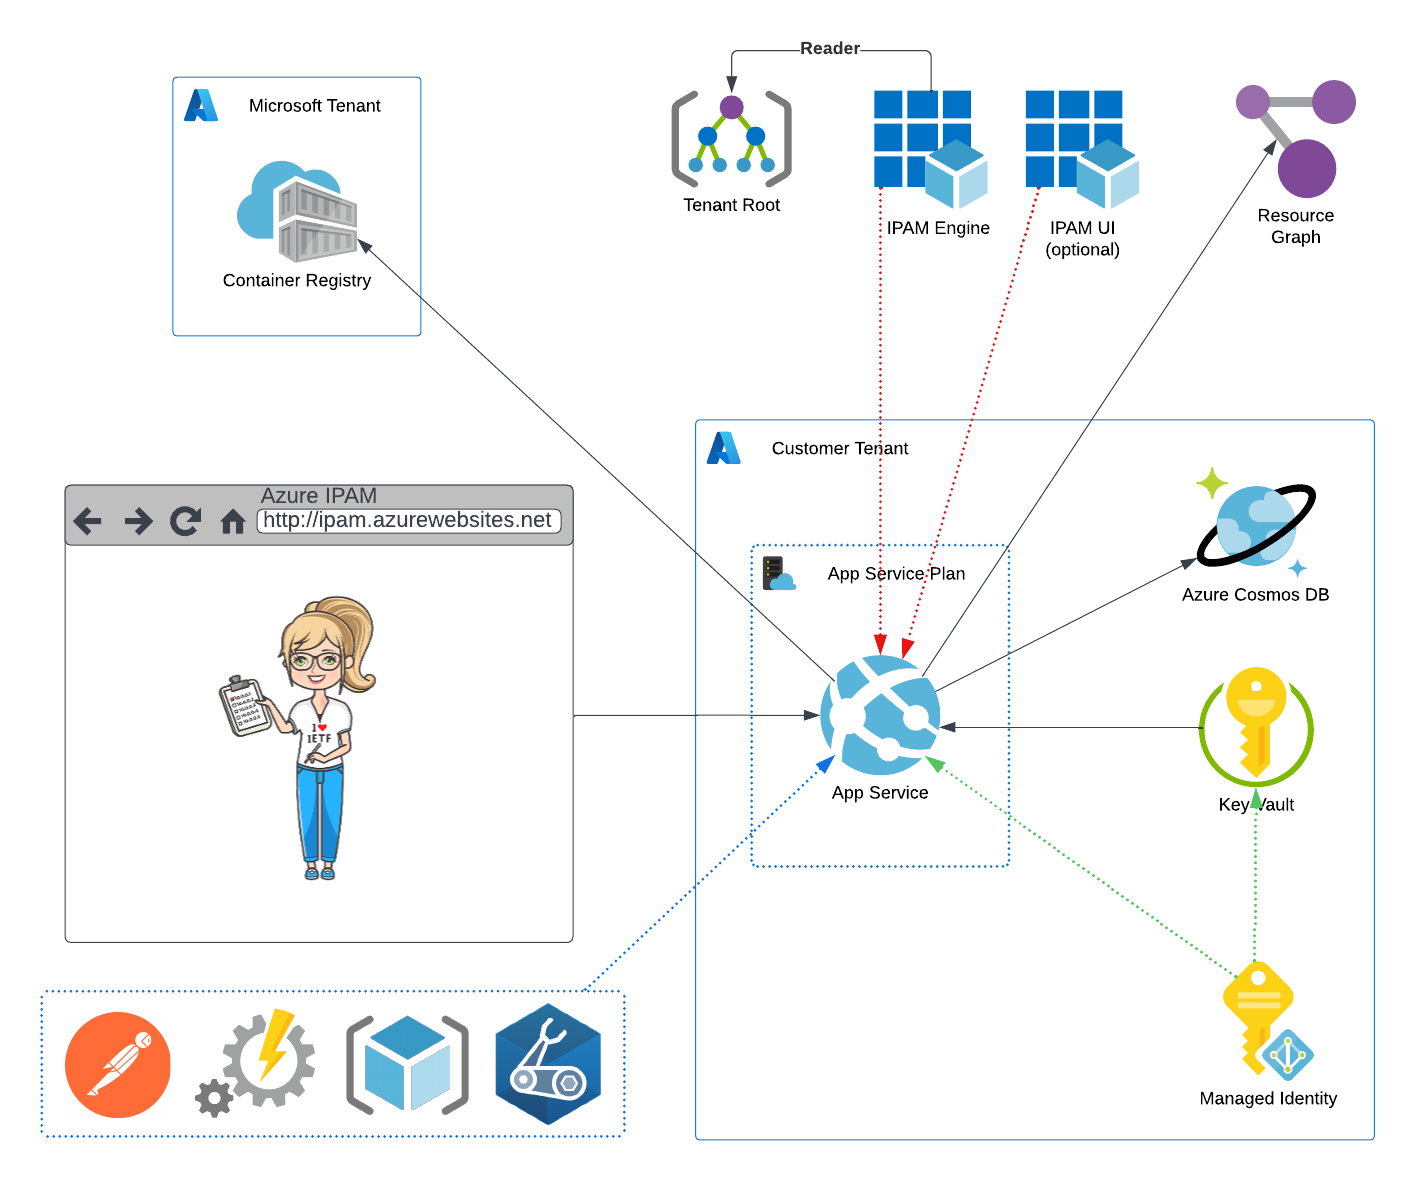 Reader
Microsoft Tenant
Tenant Root
IPAM Engine
IPAM UI
(optional)
Resource
Graph
Container Registry
Customer Tenant
Azure IPAM
http://ipam.azurewebsites.net
App Service Plan
Azure Cosmos DB
I ♥
IETF
App Service
Key Vault
Managed Identity